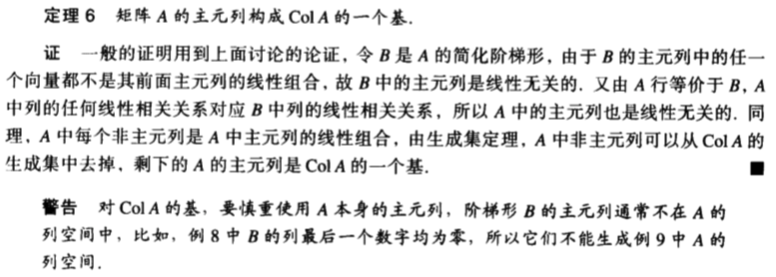 定理6 矩阵 A 的主元列构成 Col A 的一个基.
证 一般的证明用到上面讨论的论证，令 B 是 A 的简化阶梯形，由于 B 的主元列中的任一
个向量都不是其前面主元列的线性组合，故 B 中的主元列是线性无关的. 又由 A 行等价于 B，A
中列的任何线性相关关系对应 B 中列的线性相关关系，所以 A 中的主元列也是线性无关的. 同
理，A 中每个非主元列是 A 中主元列的线性组合，由生成集定理，A 中非主元列可以从 Col A 的
生成集中去掉，剩下的 A 的主元列是 Col A 的一个基. ■
警告 对 Col A 的基，要慎重使用 A 本身的主元列，阶梯形 B 的主元列通常不在 A 的
列空间中，比如，例 8 中 B 的列最后一个数字均为零，所以它们不能生成例 9 中 A 的
列空间.